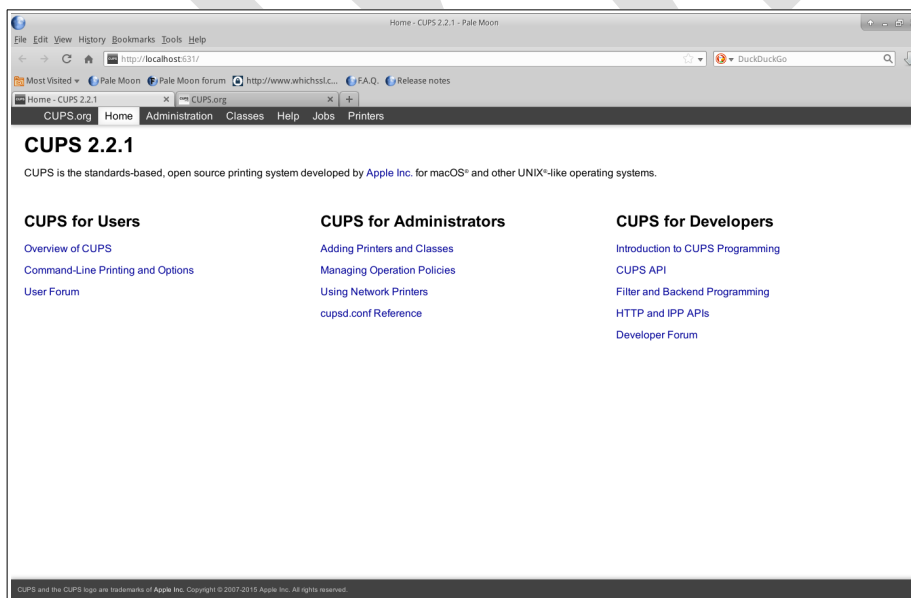 Home - CUPS 2.2.1 - Pale Moon
File Edit View History Bookmarks Tools Help
http://localhost:631/
DuckDuckGo
Most Visited Pale Moon Pale Moon forum http://www.whichssl.c... F.A.Q. Release notes
Home - CUPS 2.2.1 CUPS.org
CUPS.org Home Administration Classes Help Jobs Printers
CUPS 2.2.1
CUPS is the standards-based, open source printing system developed by Apple Inc. for macOS® and other UNIX®-like operating systems.
CUPS for Users
Overview of CUPS
Command-Line Printing and Options
User Forum
CUPS for Administrators
Adding Printers and Classes
Managing Operation Policies
Using Network Printers
cupsd.conf Reference
CUPS for Developers
Introduction to CUPS Programming
CUPS API
Filter and Backend Programming
HTTP and IPP APIs
Developer Forum
CUPS and the CUPS logo are trademarks of Apple Inc. Copyright © 2007-2015 Apple Inc. All rights reserved.